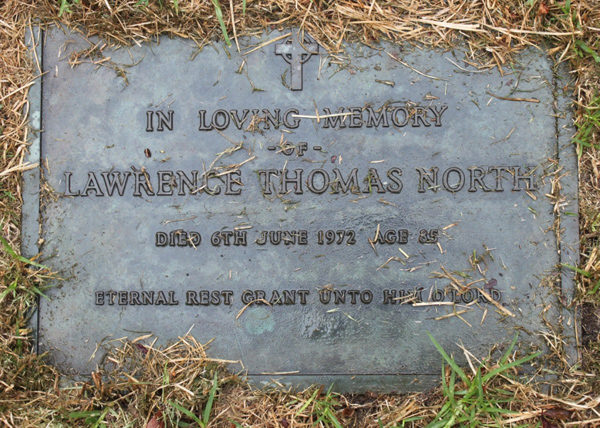 IN LOVING MEMORY
-OF-
LAWRENCE THOMAS NORTH
DIED 6TH JUNE 1972 AGE 85
ETERNAL REST GRANT UNTO HIM O LORD